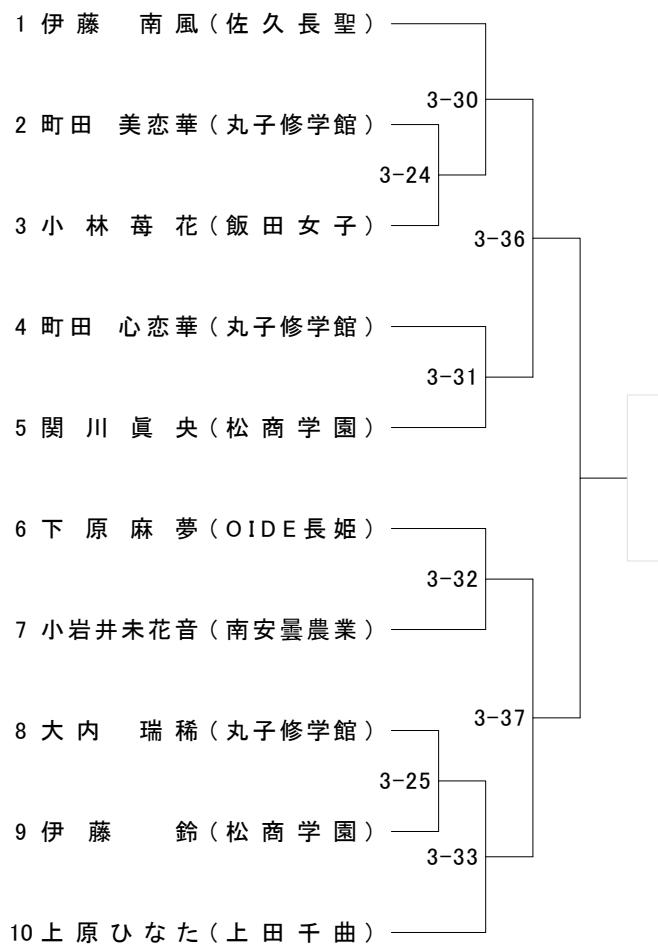 1 伊藤 南風(佐久長聖)
3-30
2 町田 美恋華(丸子修学館)
3-24
3 小林苺花(飯田女子)
3-36
4 町田 心恋華(丸子修学館)
3-31
5 関川眞央(松商学園)
6 下原麻夢(OIDE長姫)
3-32
7 小岩井未花音(南安曇農業)
3-37
8 大内 瑞稀(丸子修学館)
3-25
9 伊藤 鈴(松商学園)
3-33
10 上原ひなた(上田千曲)